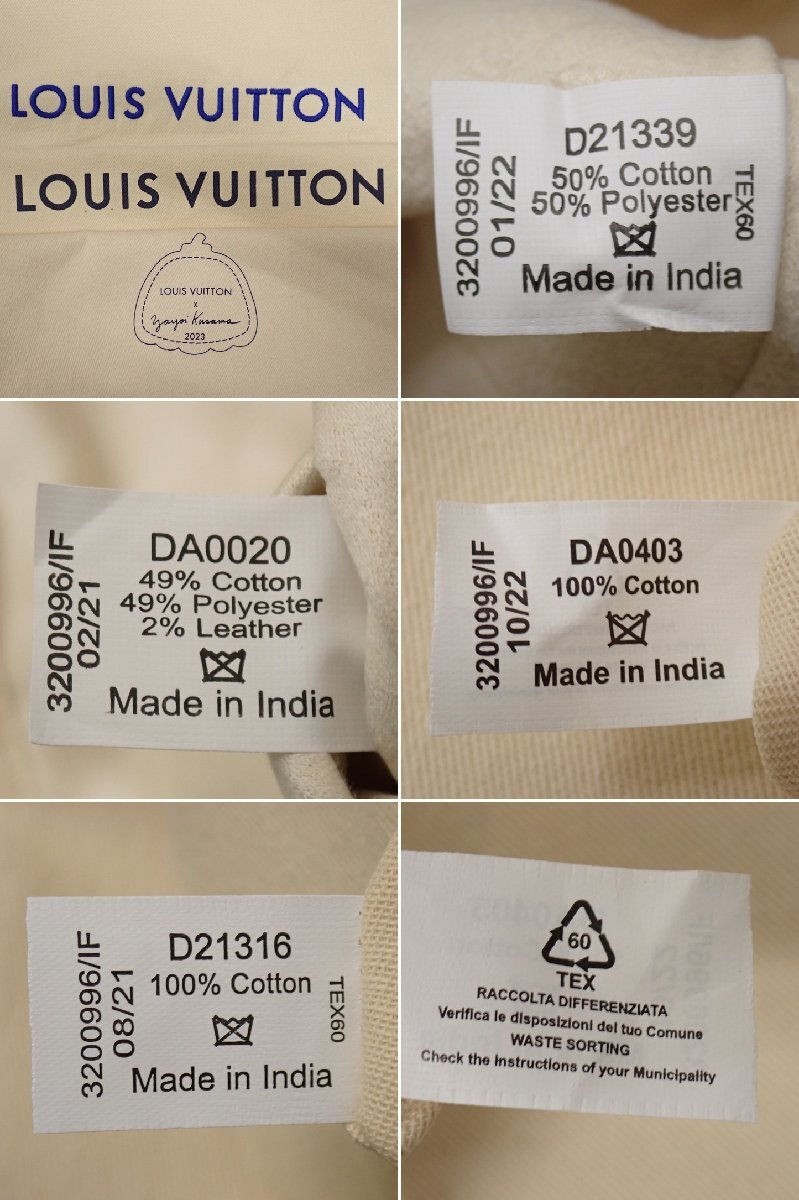 LOUIS VUITTON
LOUIS VUITTON
LOUIS VUITTON
x
Yayoi Kusama
2023
3200996/IF
01/22
D21339
50% Cotton
50% Polyester
TEX60
Made in India
3200996/IF
02/21
DA0020
49% Cotton
49% Polyester
2% Leather
Made in India
3200996/IF
10/22
DA0403
100% Cotton
Made in India
3200996/IF
08/21
D21316
100% Cotton
TEX60
Made in India
60
TEX
RACCOLTA DIFFERENZIATA
Verifica le disposizioni del tuo Comune
WASTE SORTING
Check the Instructions of your Municipality